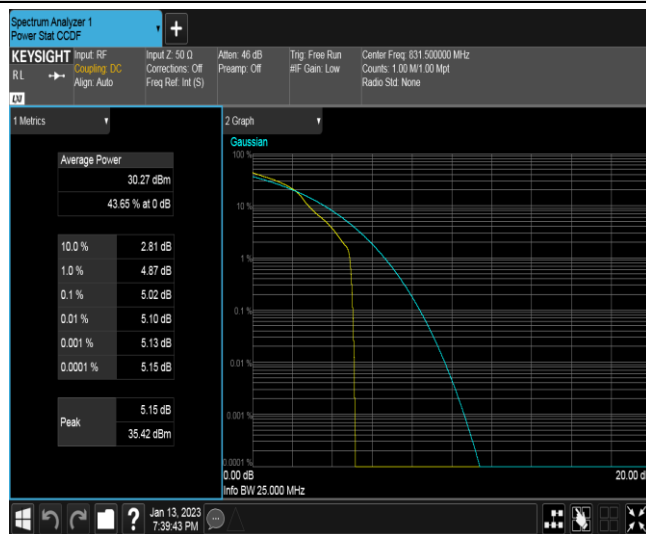 Spectrum Analyzer 1
Power Stat CCDF
+
KEYSIGHT Input: RF Input Z: 50 Ω Atten: 46 dB Trig: Free Run Center Freq: 831.500000 MHz
RL Coupling: DC Corrections: Off Preamp: Off #IF Gain: Low Counts: 1.00 M/1.00 Mpt
Align: Auto Freq Ref: Int (S) Radio Std: None
LXI
1 Metrics
Average Power
30.27 dBm
43.65 % at 0 dB
10.0 % 2.81 dB
1.0 % 4.87 dB
0.1 % 5.02 dB
0.01 % 5.10 dB
0.001 % 5.13 dB
0.0001 % 5.15 dB
Peak 5.15 dB
35.42 dBm
2 Graph
Gaussian
100 %
10 %
1 %
0.1 %
0.01 %
0.001 %
0.0001 %
0.00 dB 20.00 d
Info BW 25.000 MHz
? Jan 13, 2023
7:39:43 PM